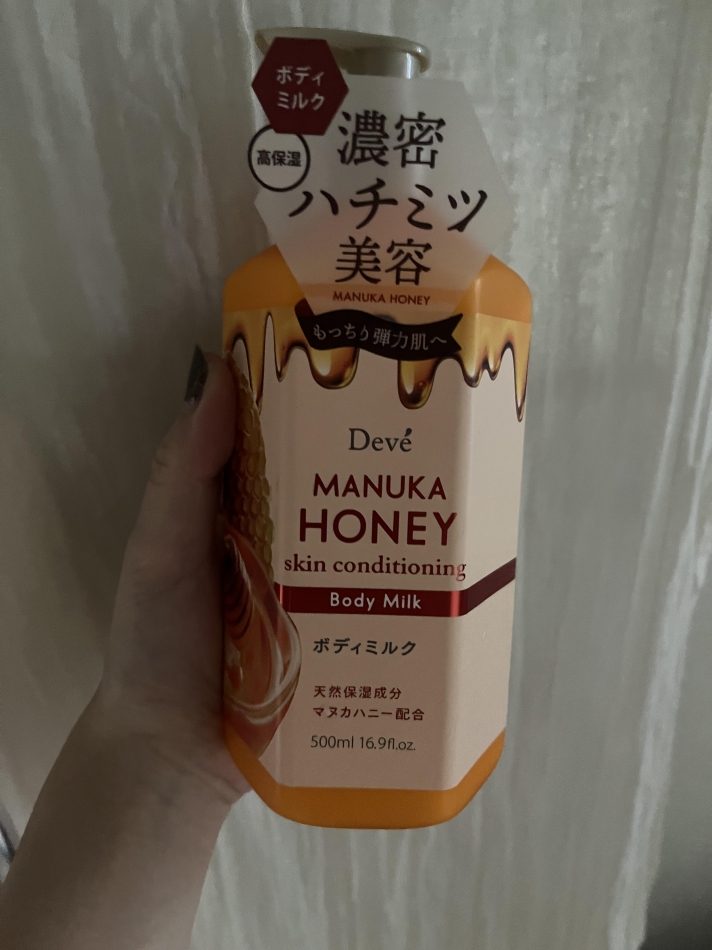 ボディ
ミルク
高保湿
濃密
ハチミツ
美容
MANUKA HONEY
もっちり弾力肌へ
Devé
MANUKA
HONEY
skin conditioning
Body Milk
ボディミルク
天然保湿成分
マヌカハニー配合
500ml 16.9fl.oz.